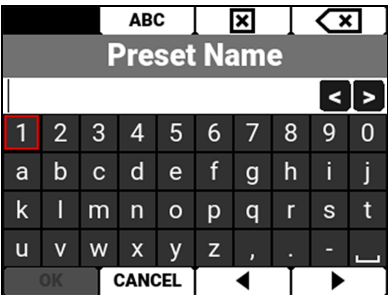 ABC
Preset Name
< >
1 2 3 4 5 6 7 8 9 0
a b c d e f g h i j
k l m n o p q r s t
u v w x y z , . -
OK CANCEL